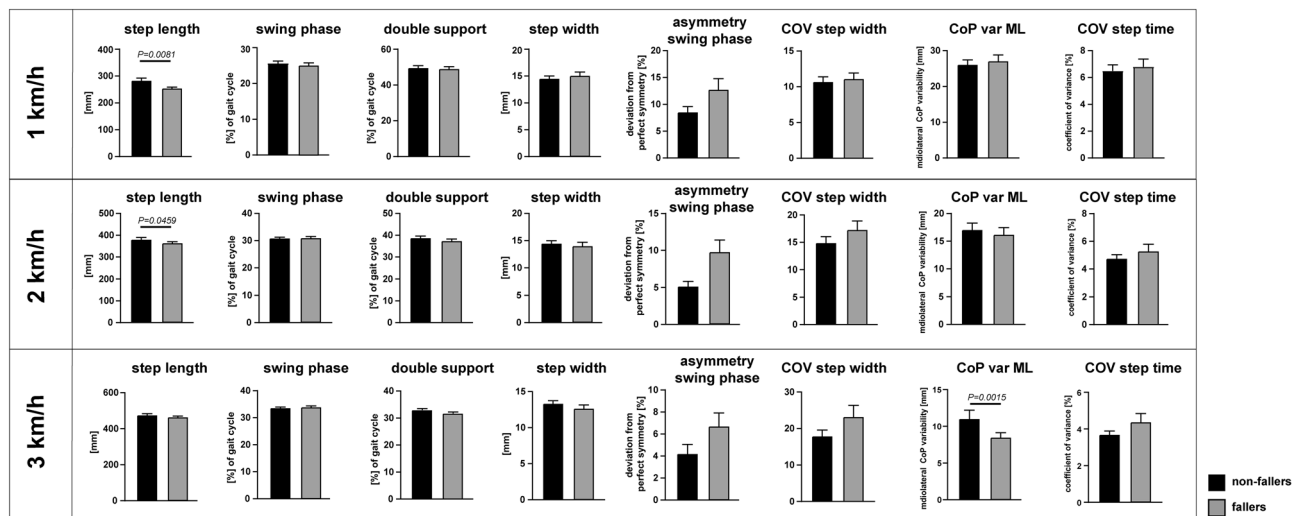 1 km/h
step length
P=0.0081
[mm]
400
300
200
100
0
swing phase
[%] of gait cycle
30
20
10
0
double support
[%] of gait cycle
60
40
20
0
step width
[mm]
20
15
10
5
0
asymmetry
swing phase
deviation from
perfect symmetry [%]
20
15
10
5
0
COV step width
20
15
10
5
0
CoP var ML
mdiolateral CoP variability [mm]
30
20
10
0
COV step time
coefficient of variance [%]
8
6
4
2
0
2 km/h
step length
P=0.0459
[mm]
500
400
300
200
100
0
swing phase
[%] of gait cycle
40
30
20
10
0
double support
[%] of gait cycle
50
40
30
20
10
0
step width
[mm]
20
15
10
5
0
asymmetry
swing phase
deviation from
perfect symmetry [%]
15
10
5
0
COV step width
20
15
10
5
0
CoP var ML
mdiolateral CoP variability [mm]
20
15
10
5
0
COV step time
coefficient of variance [%]
8
6
4
2
0
3 km/h
step length
[mm]
600
400
200
0
swing phase
[%] of gait cycle
40
30
20
10
0
double support
[%] of gait cycle
40
30
20
10
0
step width
[mm]
15
10
5
0
asymmetry
swing phase
deviation from
perfect symmetry [%]
8
6
4
2
0
COV step width
30
20
10
0
CoP var ML
P=0.0015
mdiolateral CoP variability [mm]
15
10
5
0
COV step time
coefficient of variance [%]
6
4
2
0
non-fallers
fallers